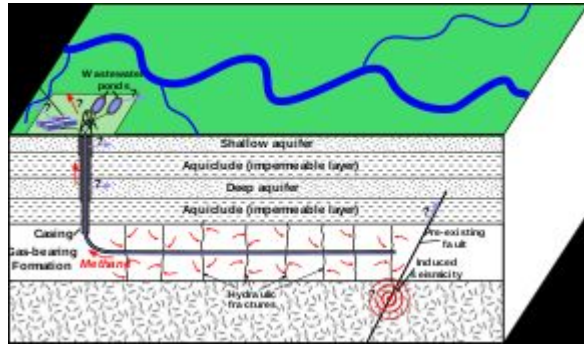 Wastewater
ponds
?
?
?
Shallow aquifer
?
Aquiclude (impermeable layer)
Deep aquifer
?
Aquiclude (impermeable layer)
?
Casing
Pre-existing
fault
Gas-bearing
Formation
Methane
Induced
seismicity
Hydraulic
fractures